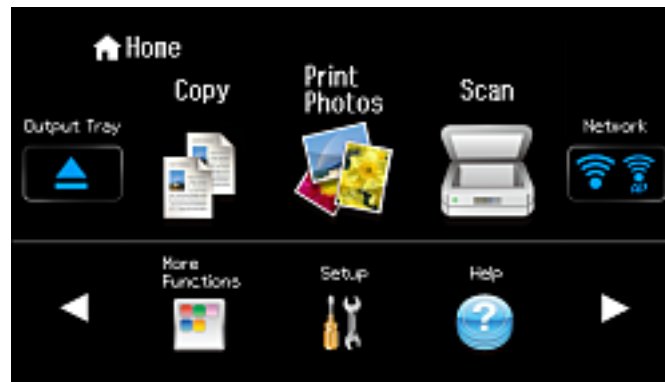 Home
Copy
Print
Photos
Scan
Output Tray
Network
More
Functions
Setup
Help